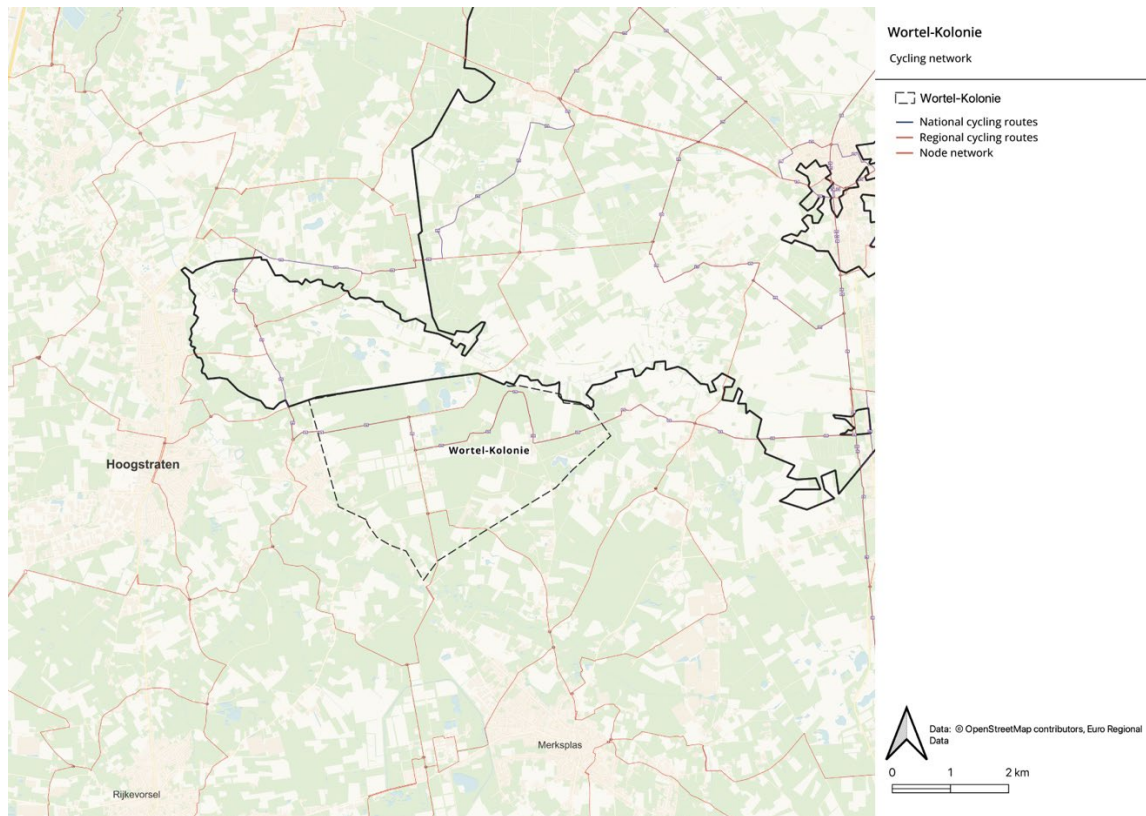 Wortel-Kolonie
Cycling network
Wortel-Kolonie
National cycling routes
Regional cycling routes
Node network
Hoogstraten
Wortel-Kolonie
Merksplas
Rijkevorsel
Data: © OpenStreetMap contributors, Euro Regional
Data
0 1 2 km